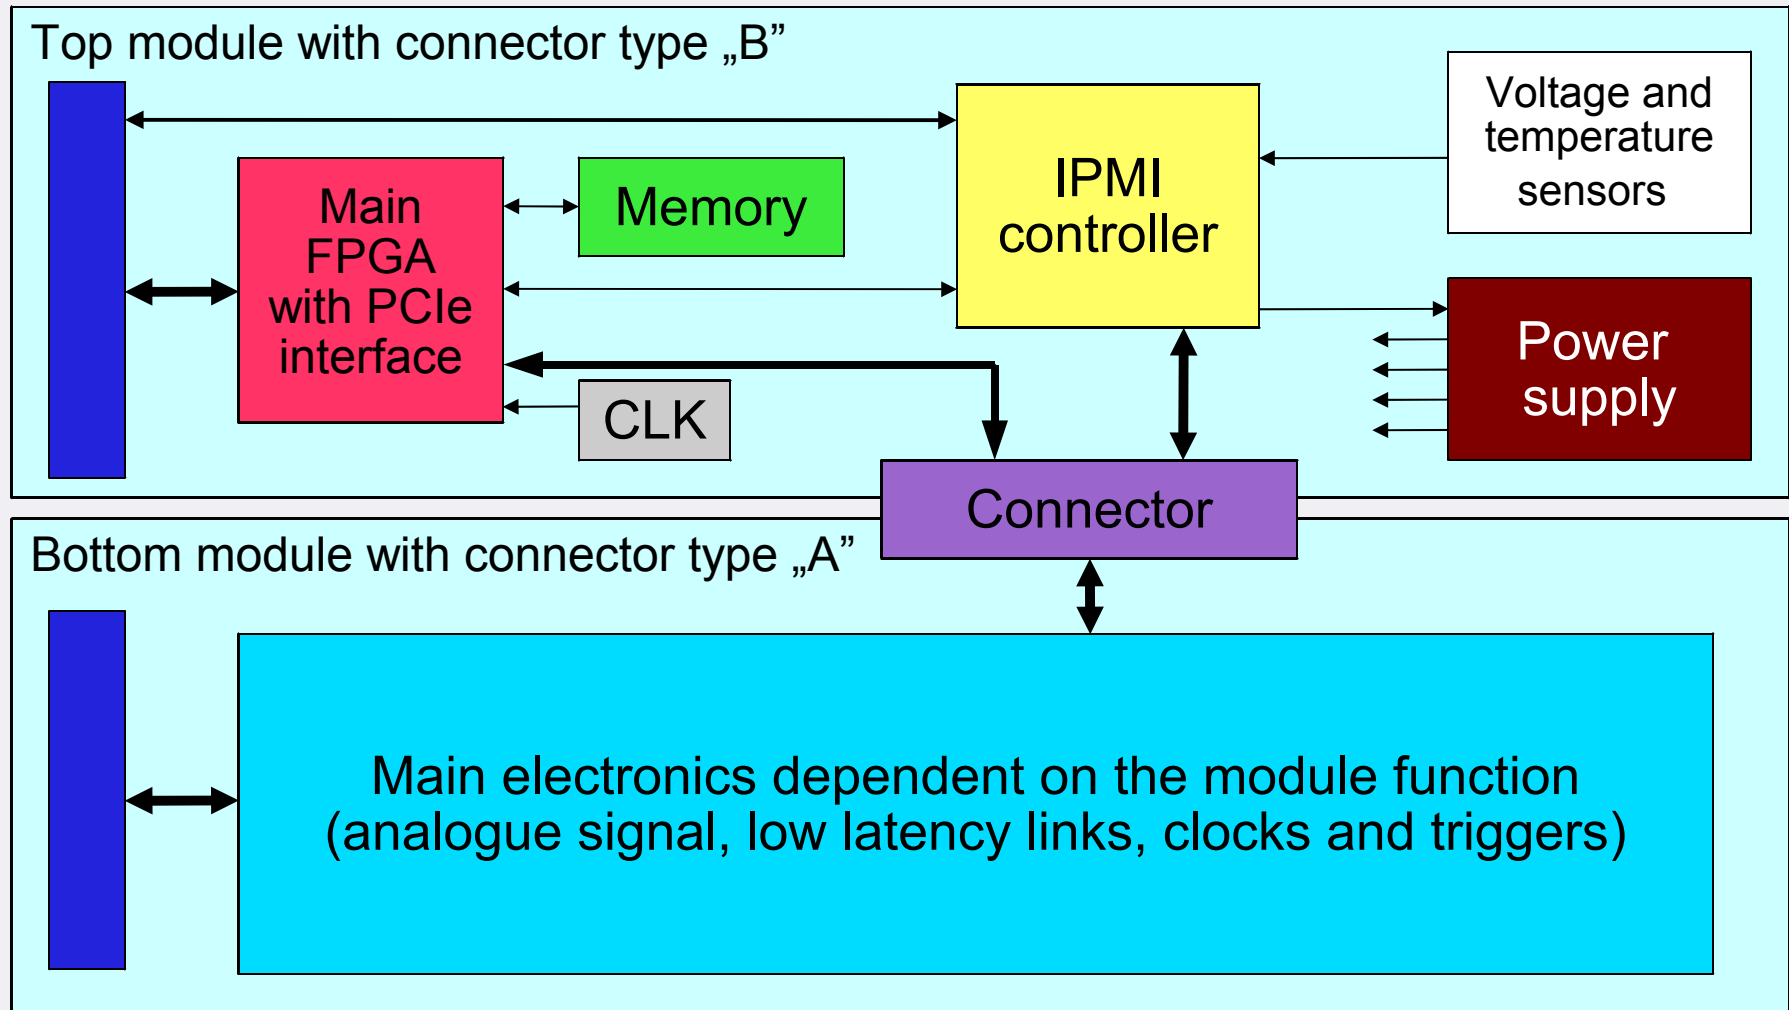 Top module with connector type „B”
Voltage and
temperature
sensors
IPMI
controller
Main
FPGA
with PCIe
interface
Memory
Power
supply
CLK
Connector
Bottom module with connector type „A”
Main electronics dependent on the module function
(analogue signal, low latency links, clocks and triggers)